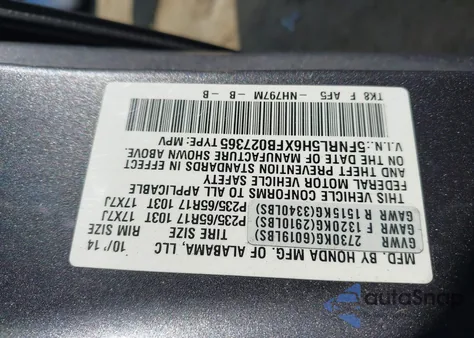 MFD. BY HONDA MFG. OF ALABAMA, LLC 10/'14
GVWR 2730KG(6019LBS) TIRE SIZE RIM SIZE
GAWR F 1320KG(2910LBS) P235/65R17 103T 17X7J
GAWR R 1515KG(3340LBS) P235/65R17 103T 17X7J
THIS VEHICLE CONFORMS TO ALL APPLICABLE
FEDERAL MOTOR VEHICLE SAFETY
AND THEFT PREVENTION STANDARDS IN EFFECT
ON THE DATE OF MANUFACTURE SHOWN ABOVE.
V.I.N.: 5FNRL5H6XFB027365 TYPE: MPV
TK8 F AF5 -NH797M - B - B
autoSnap